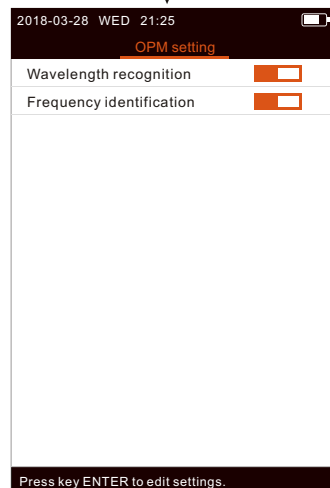 2018-03-28 WED 21:25
OPM setting
Wavelength recognition
Frequency identification
Press key ENTER to edit settings.